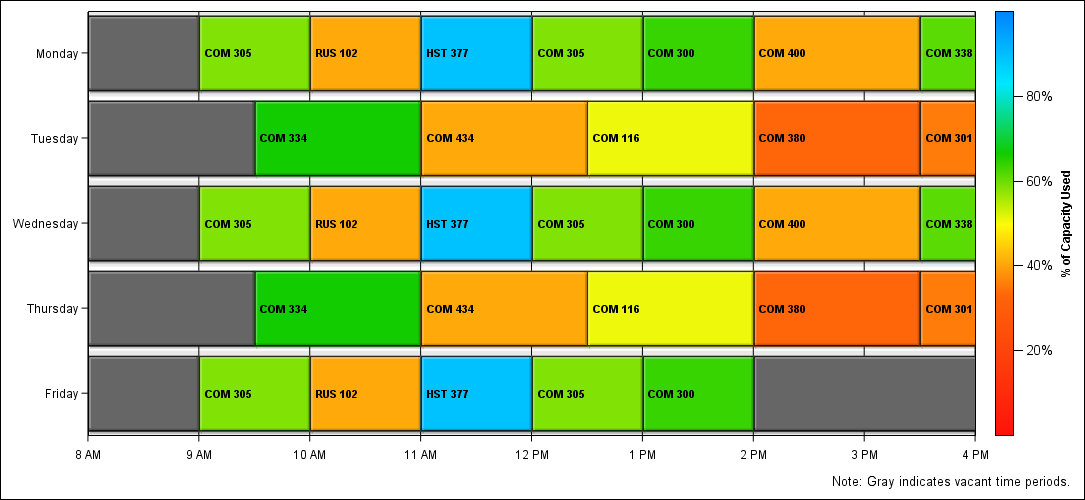 Monday
COM 305
RUS 102
HST 377
COM 305
COM 300
COM 400
COM 338
Tuesday
COM 334
COM 434
COM 116
COM 380
COM 301
Wednesday
COM 305
RUS 102
HST 377
COM 305
COM 300
COM 400
COM 338
Thursday
COM 334
COM 434
COM 116
COM 380
COM 301
Friday
COM 305
RUS 102
HST 377
COM 305
COM 300
8 AM
9 AM
10 AM
11 AM
12 PM
1 PM
2 PM
3 PM
4 PM
80%
60%
40%
20%
% of Capacity Used
Note: Gray indicates vacant time periods.